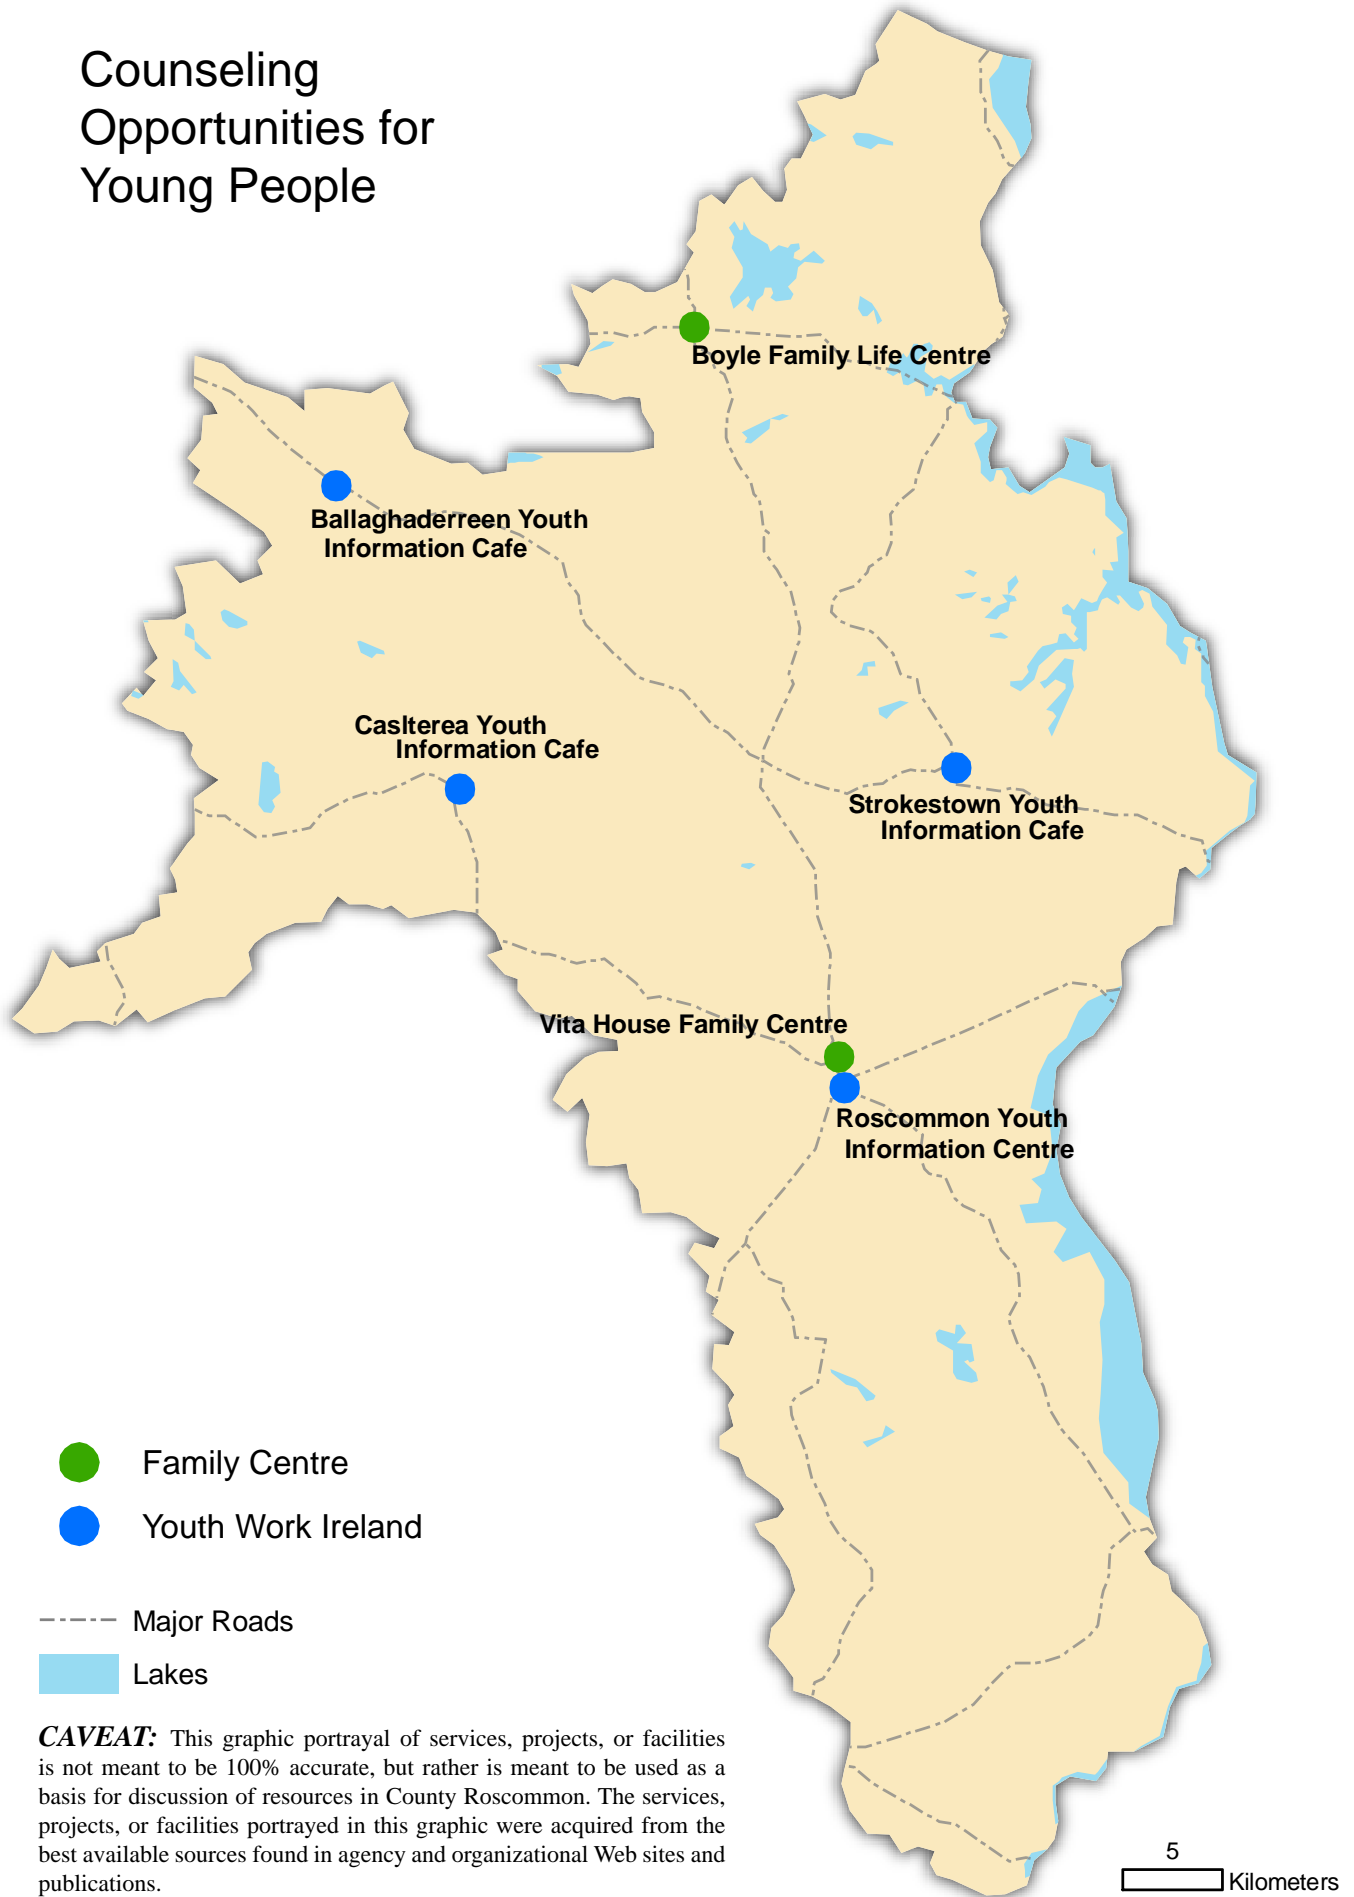 Counseling
Opportunities for
Young People
Boyle Family Life Centre
Ballaghaderreen Youth
Information Cafe
Caslterea Youth
Information Cafe
Strokestown Youth
Information Cafe
Vita House Family Centre
Roscommon Youth
Information Centre
Family Centre
Youth Work Ireland
Major Roads
Lakes
CAVEAT: This graphic portrayal of services, projects, or facilities
is not meant to be 100% accurate, but rather is meant to be used as a
basis for discussion of resources in County Roscommon. The services,
projects, or facilities portrayed in this graphic were acquired from the
best available sources found in agency and organizational Web sites and
publications.
5
Kilometers